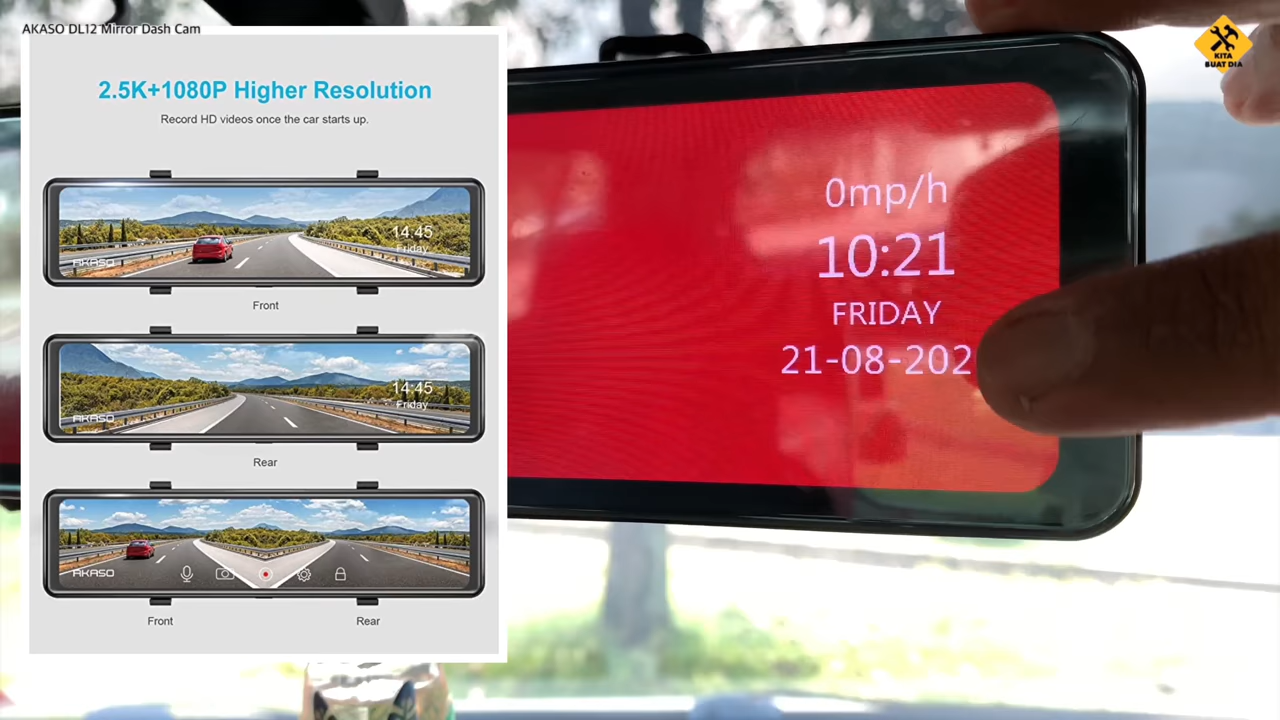 AKASO DL12 Mirror Dash Cam
2.5K+1080P Higher Resolution
Record HD videos once the car starts up.
14:45
Friday
AKASO
Front
14:45
Friday
AKASO
Rear
AKASO
Front
Rear
0mp/h
10:21
FRIDAY
21-08-202
KITA
BUAT DIA